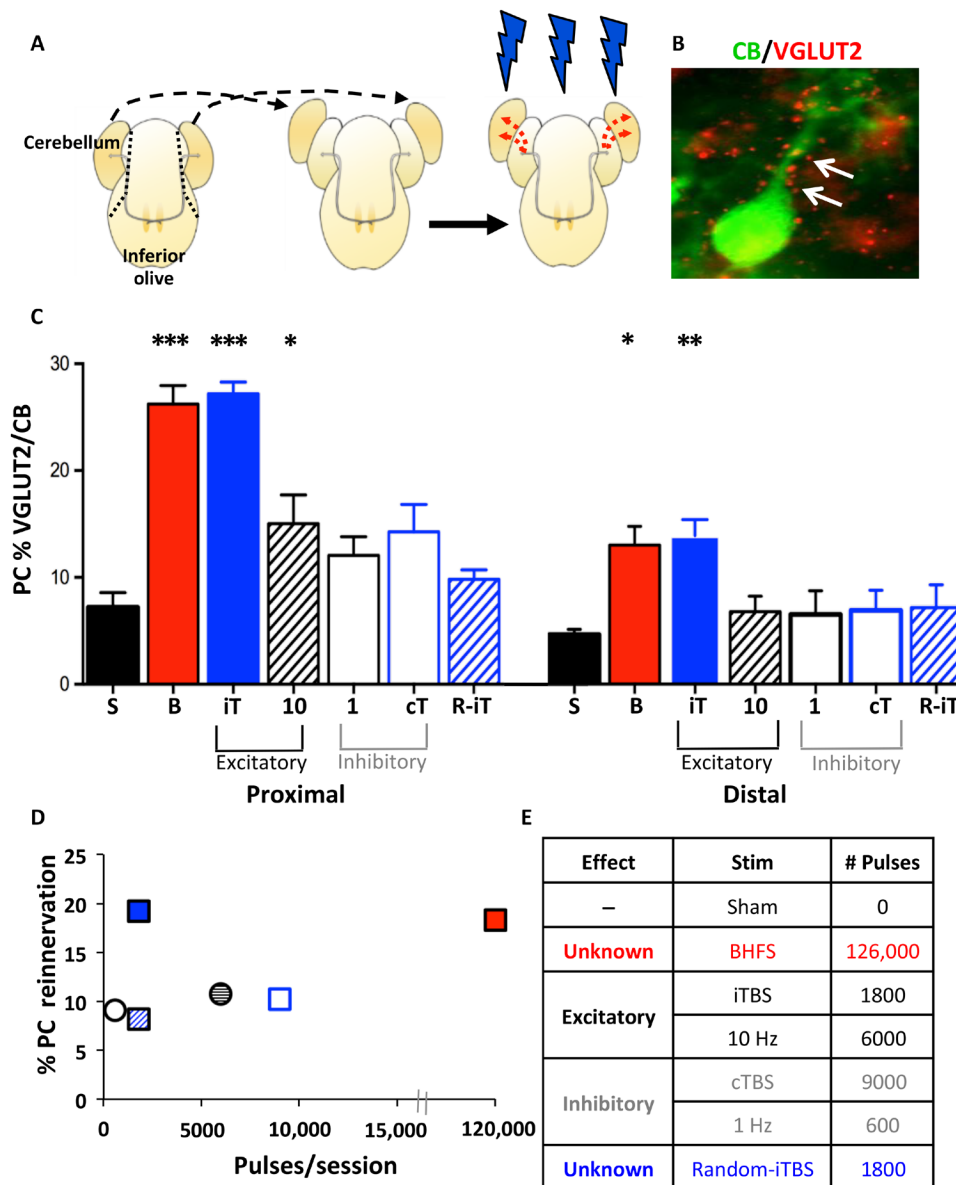 A
Cerebellum
Inferior
olive
B
CB/VGLUT2
C
*** *** * * **
PC % VGLUT2/CB
30
20
10
0
S B iT 10 1 cT R-iT S B iT 10 1 cT R-iT
Excitatory Inhibitory Excitatory Inhibitory
Proximal Distal
D
% PC reinnervation
25
20
15
10
5
0
0 5000 10,000 15,000 120,000
Pulses/session
E
Effect Stim # Pulses
– Sham 0
Unknown BHFS 126,000
Excitatory iTBS 1800
10 Hz 6000
Inhibitory cTBS 9000
1 Hz 600
Unknown Random-iTBS 1800